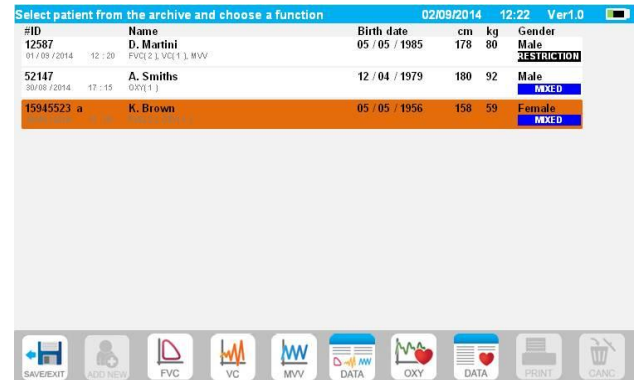 Select patient from the archive and choose a function 02/09/2014 12:22 Ver1.0
#ID Name Birth date cm kg Gender
12587 D. Martini 05 / 05 / 1985 178 80 Male
01 / 09 / 2014 12 : 20 FVC( 2 ), VC( 1 ), MVV RESTRICTION
52147 A. Smiths 12 / 04 / 1979 180 92 Male
30/08 / 2014 17 : 15 OXY( 1 ) MIXED
15945523 a K. Brown 05 / 05 / 1956 158 59 Female
MIXED
SAVE/EXIT ADD NEW FVC VC MVV DATA OXY DATA PRINT CANC